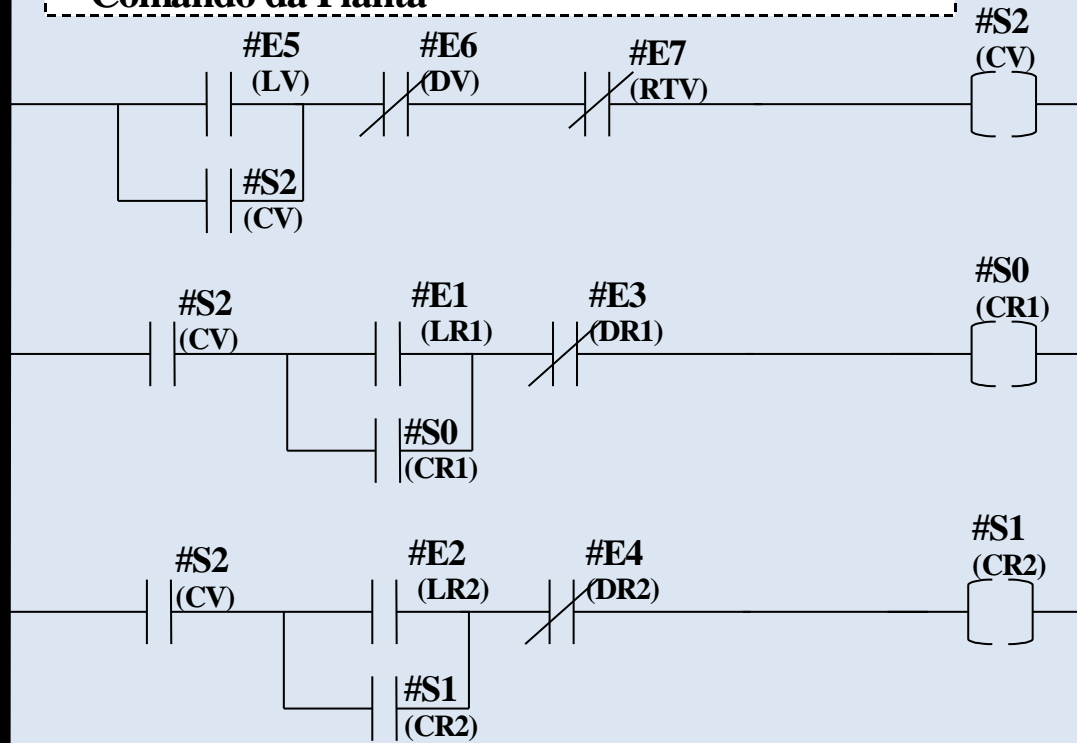 Comando da Planta
#S2
(CV)
#E5
(LV)
#E6
(DV)
#E7
(RTV)
#S2
(CV)
#S0
(CR1)
#S2
(CV)
#E1
(LR1)
#E3
(DR1)
#S0
(CR1)
#S1
(CR2)
#S2
(CV)
#E2
(LR2)
#E4
(DR2)
#S1
(CR2)